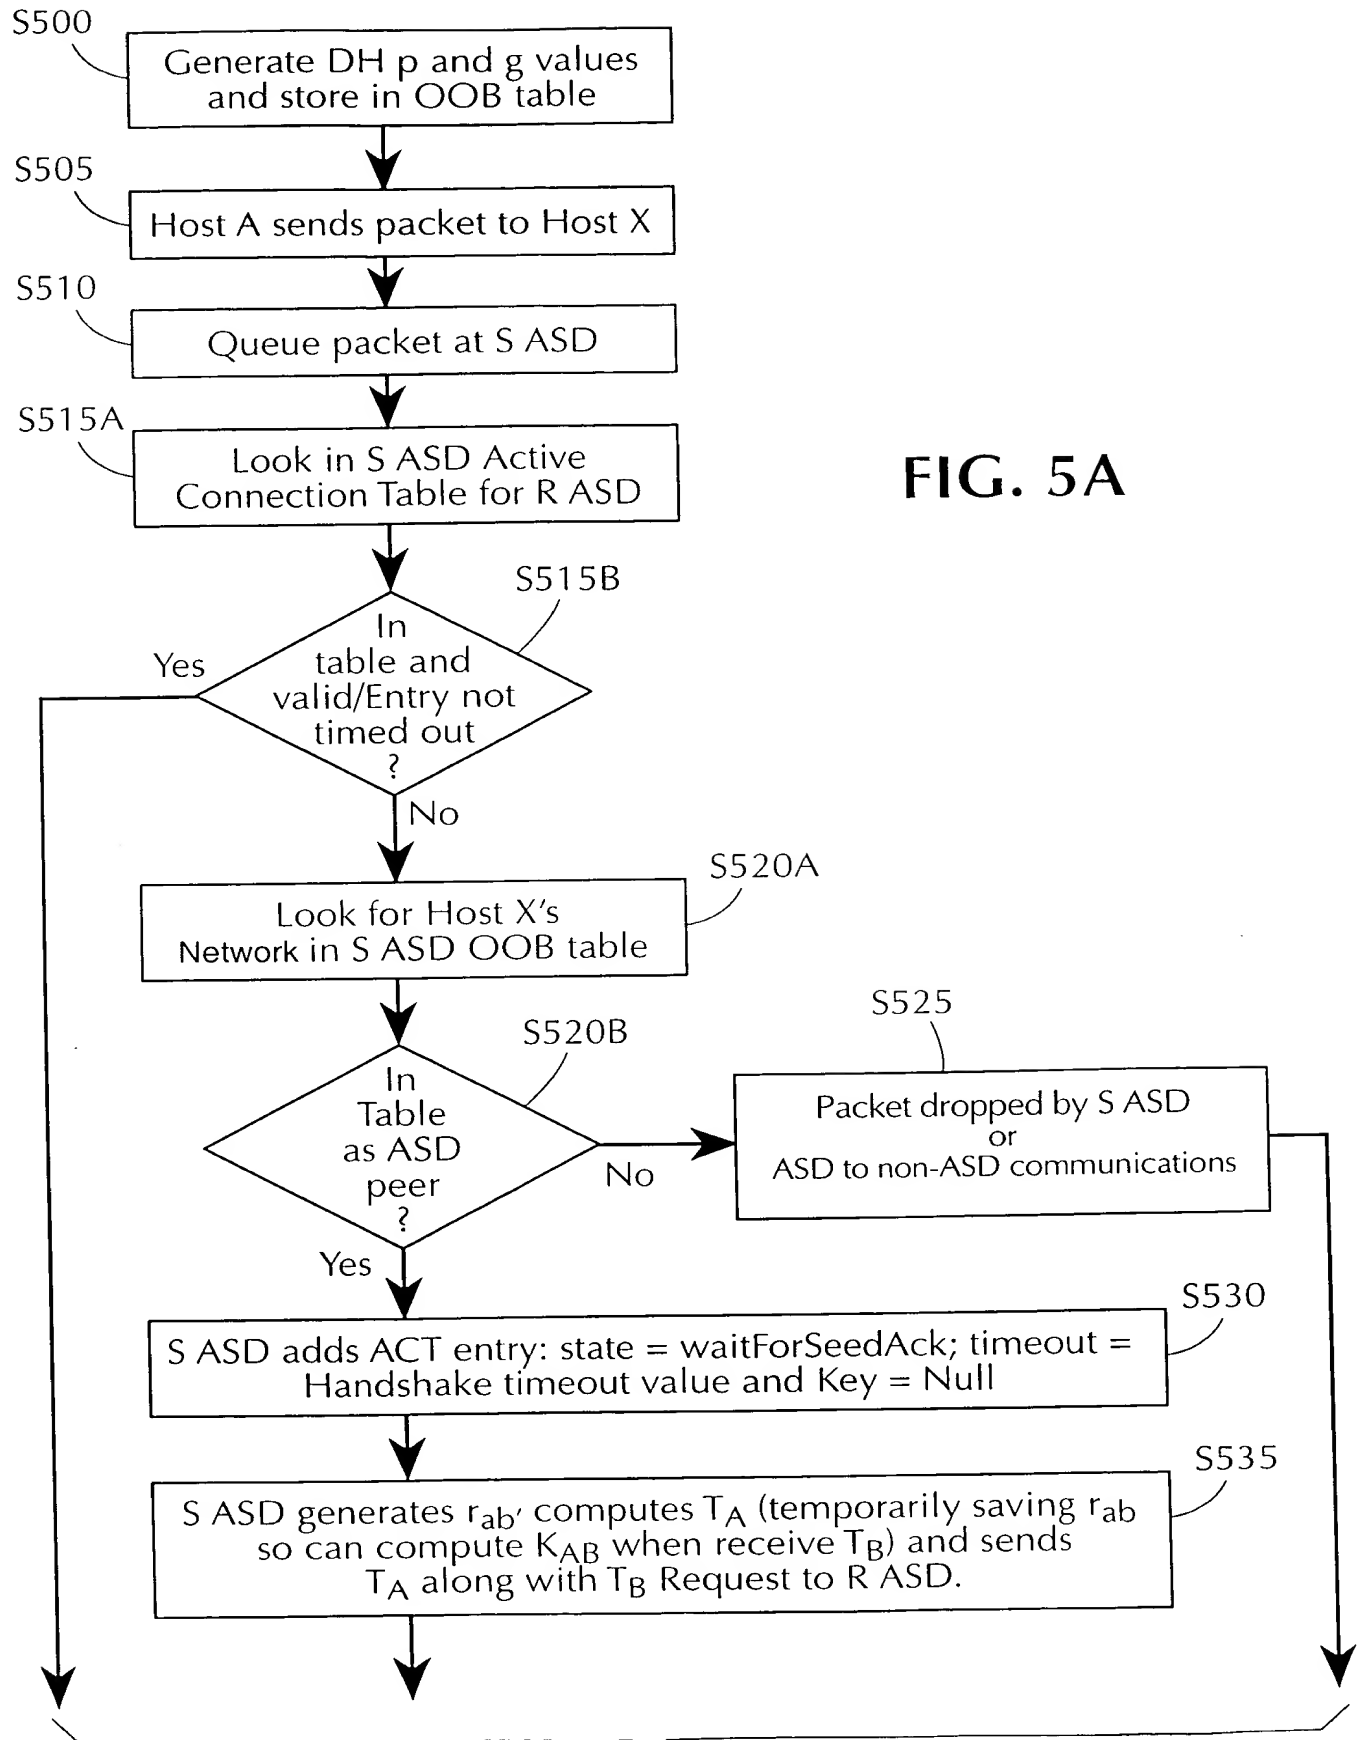 S500
Generate DH p and g values
and store in OOB table
S505
Host A sends packet to Host X
S510
Queue packet at S ASD
S515A
Look in S ASD Active
Connection Table for R ASD
FIG. 5A
S515B
In
table and
valid/Entry not
timed out
?
Yes
No
S520A
Look for Host X's
Network in S ASD OOB table
S520B
In
Table
as ASD
peer
?
No
Yes
S525
Packet dropped by S ASD
or
ASD to non-ASD communications
S530
S ASD adds ACT entry: state = waitForSeedAck; timeout =
Handshake timeout value and Key = Null
S535
S ASD generates rab, computes TA (temporarily saving rab
so can compute KAB when receive TB) and sends
TA along with TB Request to R ASD.